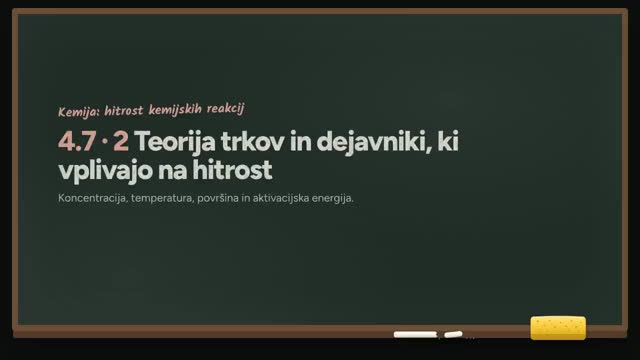 Kemija: hitrost kemijskih reakcij
4.7 · 2 Teorija trkov in dejavniki, ki
vplivajo na hitrost
Koncentracija, temperatura, površina in aktivacijska energija.